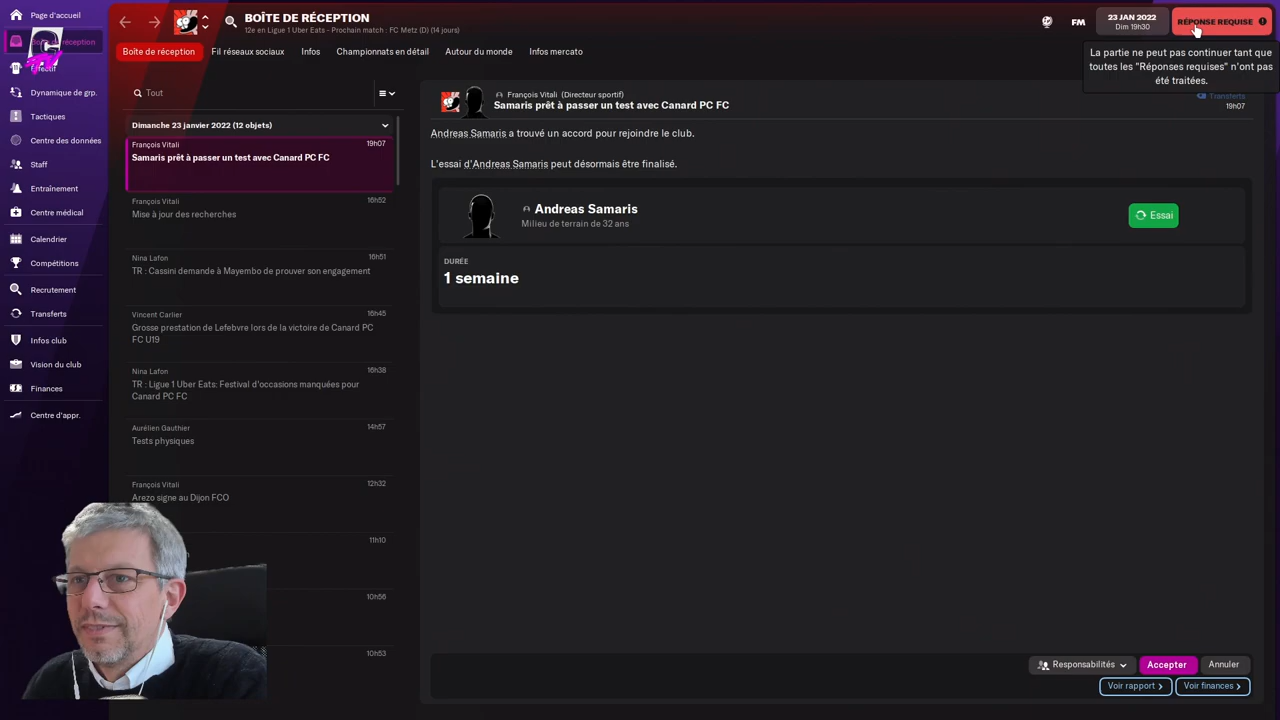 Page d'accueil
Boîte de réception
Effectif
Dynamique de grp.
Tactiques
Centre des données
Staff
Entraînement
Centre médical
Calendrier
Compétitions
Recrutement
Transferts
Infos club
Vision du club
Finances
Centre d'appr.
TV
BOÎTE DE RÉCEPTION
12e en Ligue 1 Uber Eats - Prochain match : FC Metz (D) (14 jours)
FM
23 JAN 2022
Dim 19h30
RÉPONSE REQUISE
La partie ne peut pas continuer tant que
toutes les "Réponses requises" n'ont pas
été traitées.
Boîte de réception
Fil réseaux sociaux
Infos
Championnats en détail
Autour du monde
Infos mercato
Tout
Dimanche 23 janvier 2022 (12 objets)
François Vitali 19h07
Samaris prêt à passer un test avec Canard PC FC
François Vitali 16h52
Mise à jour des recherches
Nina Lafon 16h51
TR : Cassini demande à Mayembo de prouver son engagement
Vincent Carlier 16h45
Grosse prestation de Lefebvre lors de la victoire de Canard PC
FC U19
Nina Lafon 16h38
TR : Ligue 1 Uber Eats: Festival d'occasions manquées pour
Canard PC FC
Aurélien Gauthier 14h57
Tests physiques
François Vitali 12h32
Arezo signe au Dijon FCO
11h10
10h56
10h53
François Vitali (Directeur sportif)
Samaris prêt à passer un test avec Canard PC FC
Transferts
19h07
Andreas Samaris a trouvé un accord pour rejoindre le club.
L'essai d'Andreas Samaris peut désormais être finalisé.
Andreas Samaris
Milieu de terrain de 32 ans
Essai
DURÉE
1 semaine
Responsabilités
Accepter
Annuler
Voir rapport
Voir finances